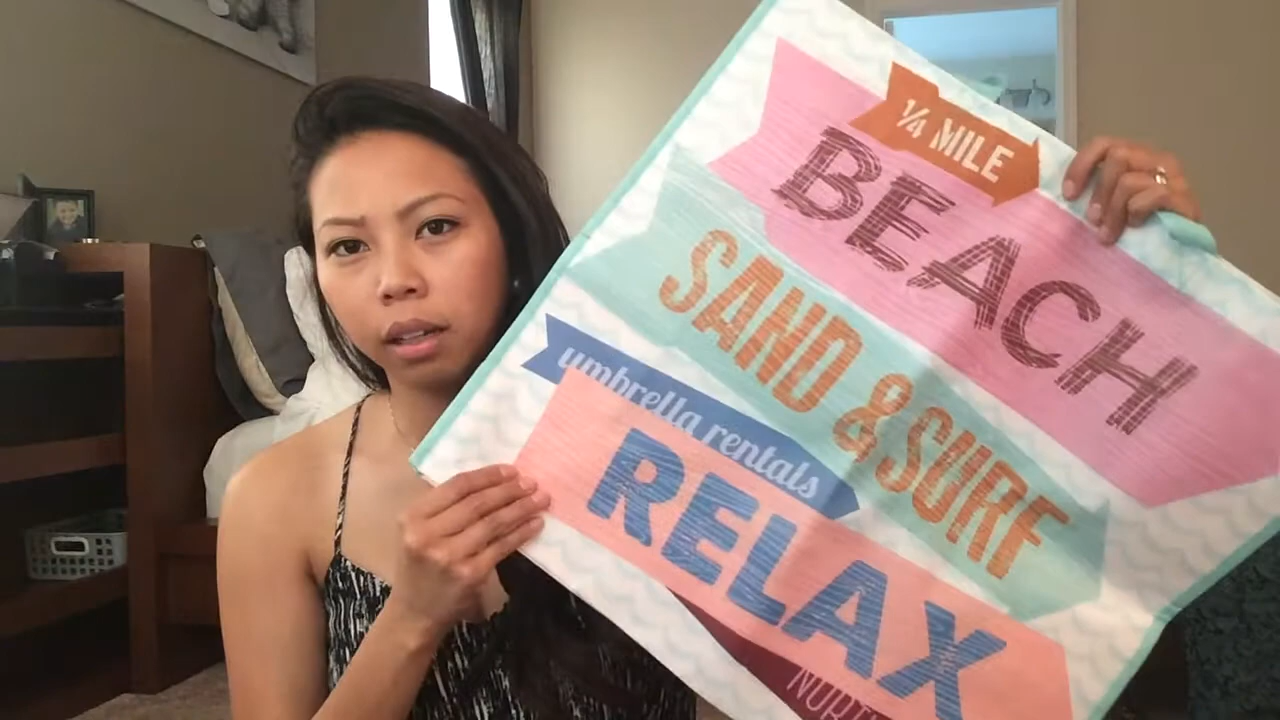 ¼ MILE
BEACH
SAND & SURF
umbrella rentals
RELAX